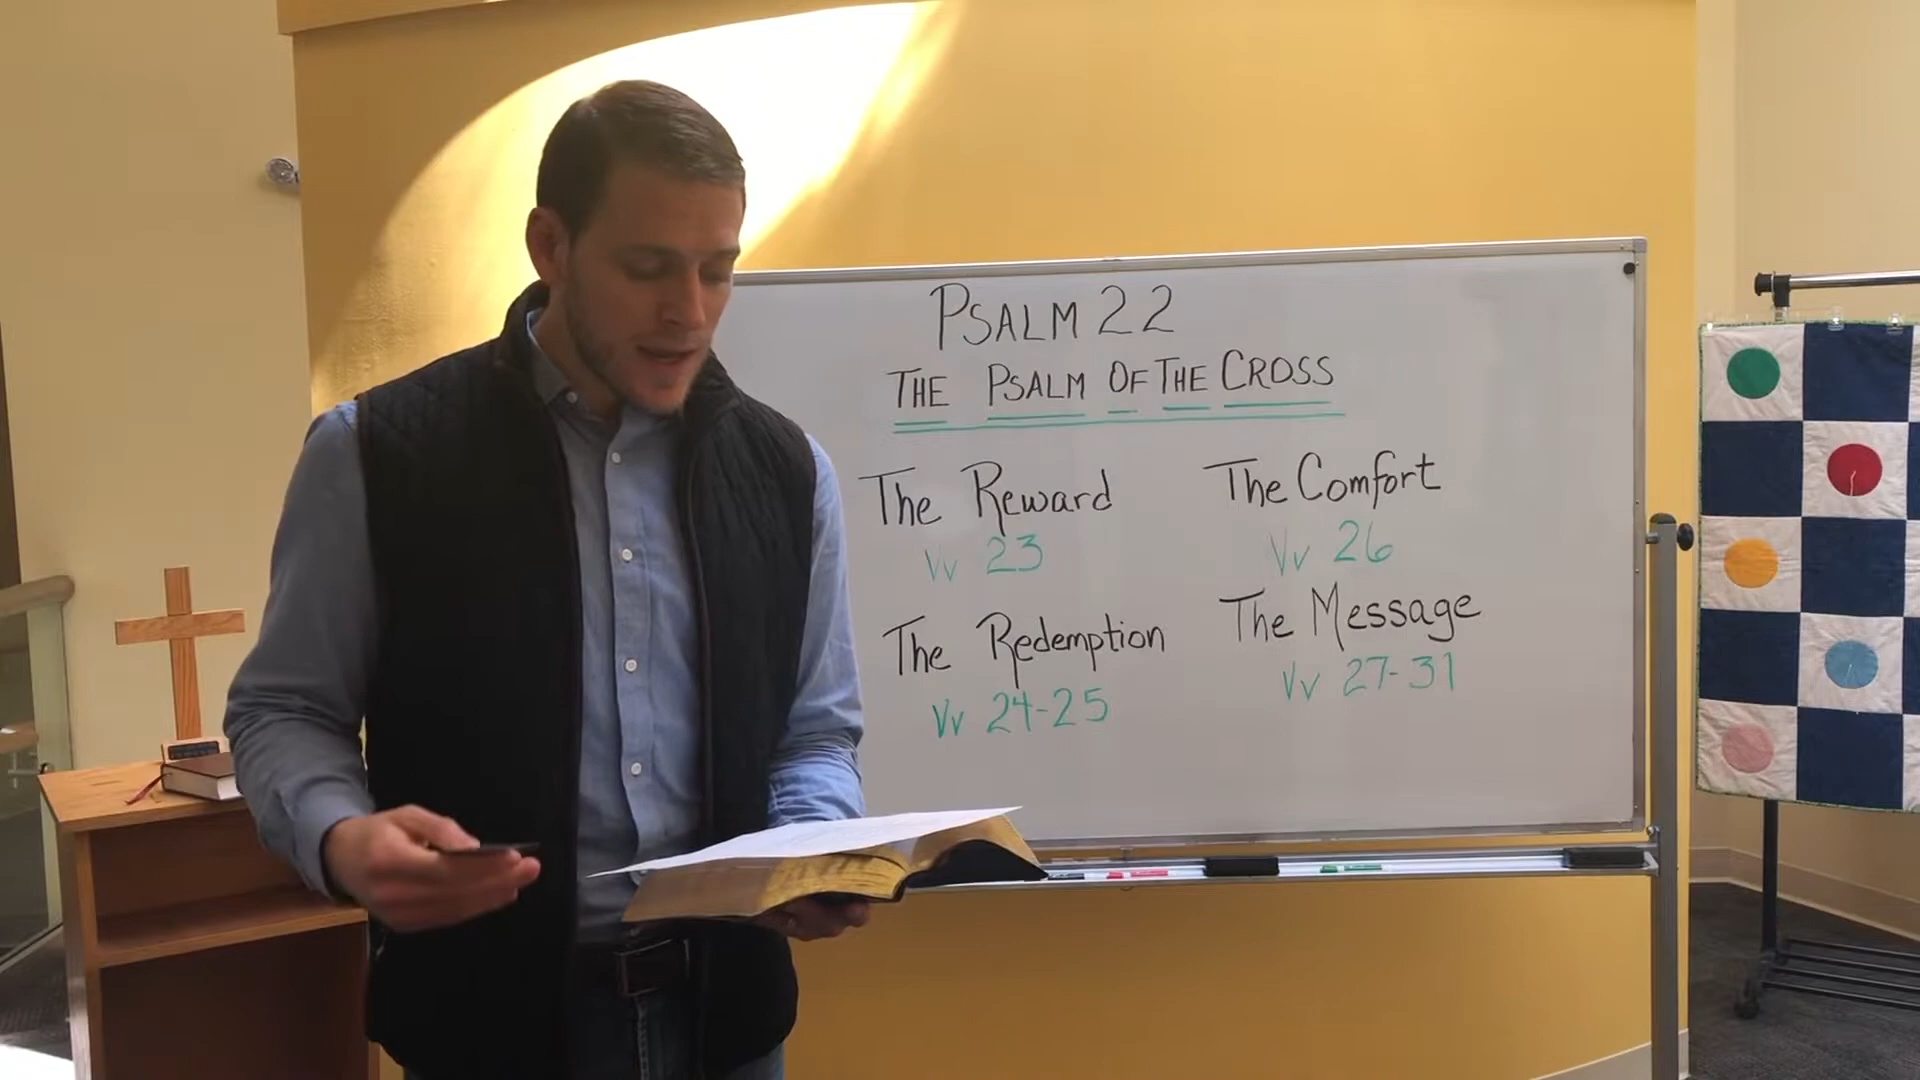 PSALM 22
THE PSALM OF THE CROSS
The Reward
Vv 23
The Redemption
Vv 24-25
The Comfort
Vv 26
The Message
Vv 27-31